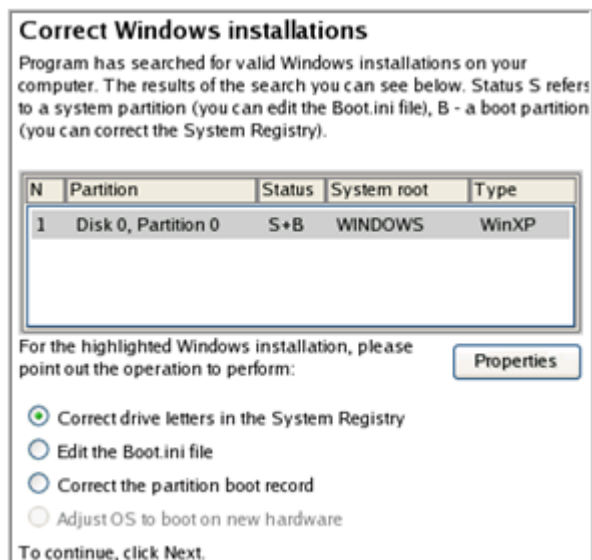 Correct Windows installations
Program has searched for valid Windows installations on your
computer. The results of the search you can see below. Status S refers
to a system partition (you can edit the Boot.ini file), B - a boot partition
(you can correct the System Registry).
N Partition Status System root Type
1 Disk 0, Partition 0 S+B WINDOWS WinXP
For the highlighted Windows installation, please
point out the operation to perform:
Properties
Correct drive letters in the System Registry
Edit the Boot.ini file
Correct the partition boot record
Adjust OS to boot on new hardware
To continue, click Next.